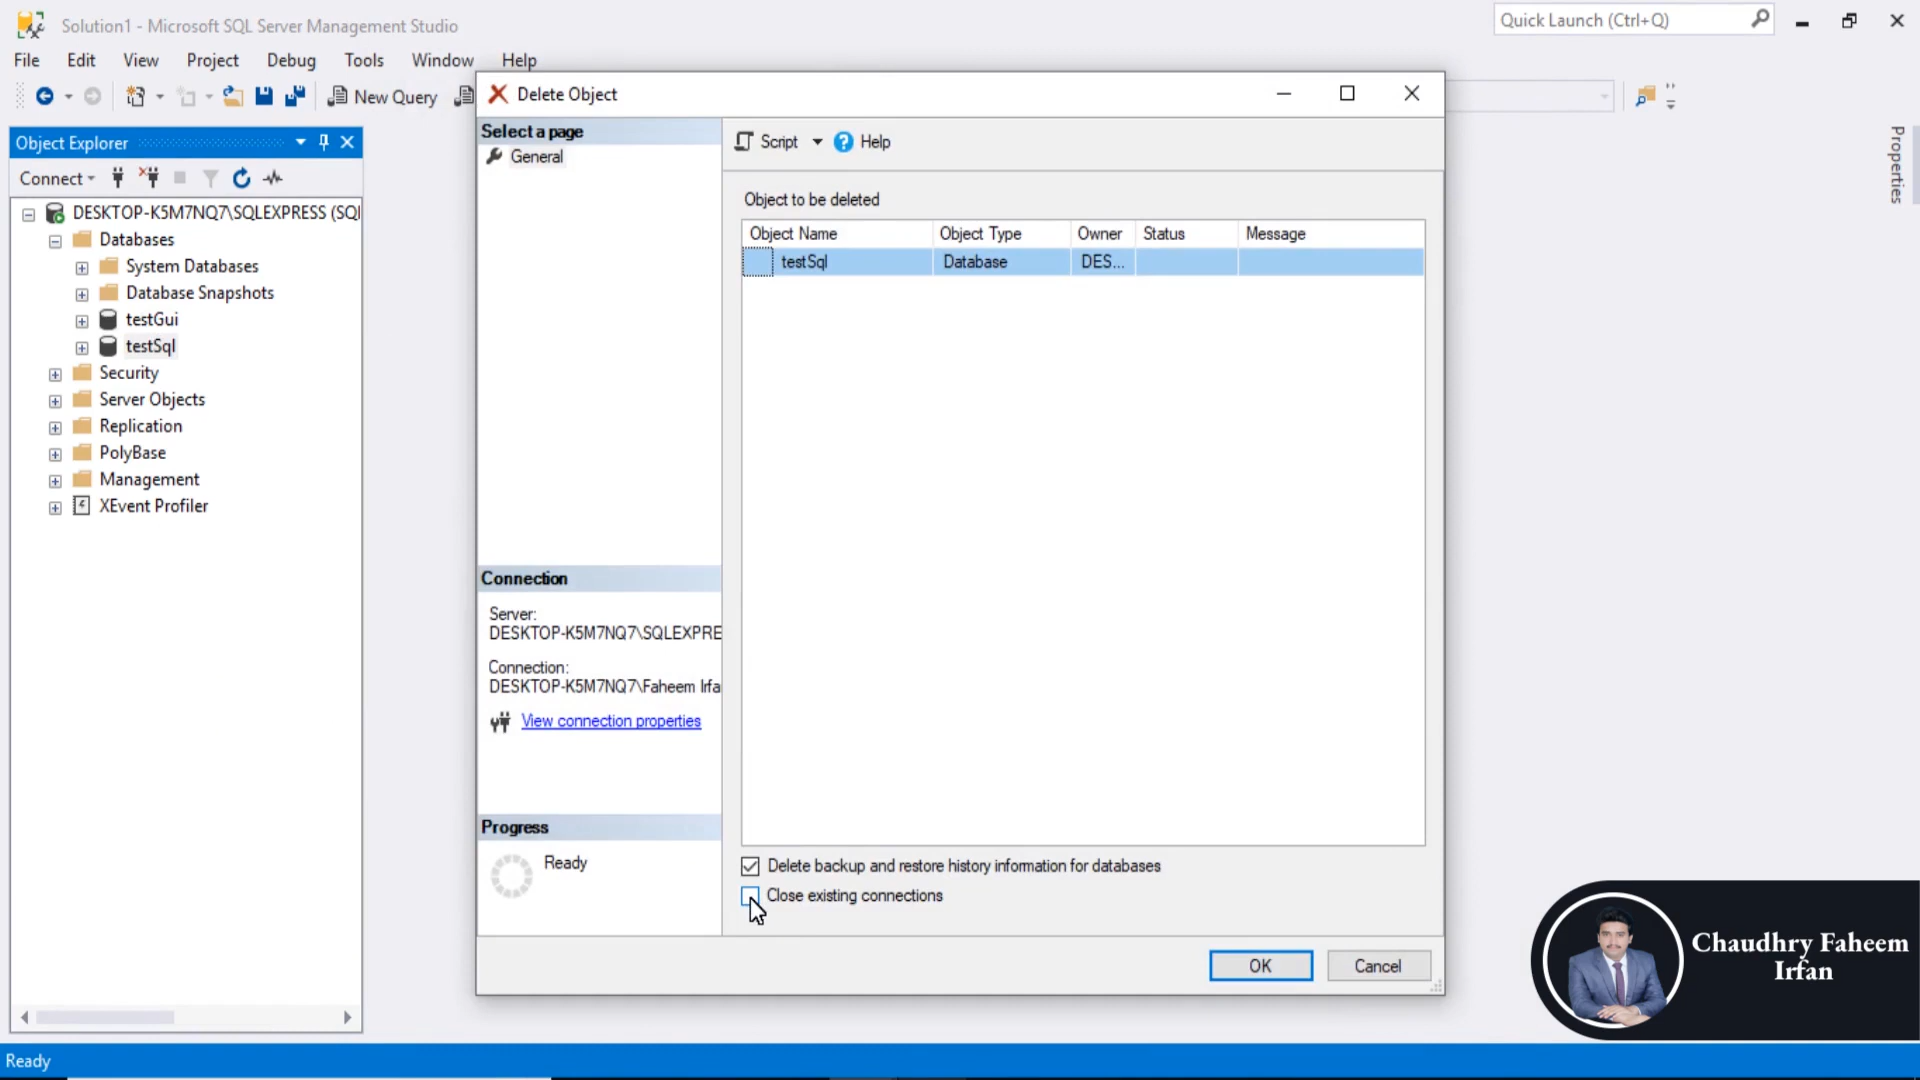 Solution1 - Microsoft SQL Server Management Studio
Quick Launch (Ctrl+Q)
File Edit View Project Debug Tools Window Help
New Query
Object Explorer
Connect
DESKTOP-K5M7NQ7\SQLEXPRESS (SQl
Databases
System Databases
Database Snapshots
testGui
testSql
Security
Server Objects
Replication
PolyBase
Management
XEvent Profiler
Delete Object
Select a page
General
Script Help
Object to be deleted
Object Name Object Type Owner Status Message
testSql Database DES...
Connection
Server:
DESKTOP-K5M7NQ7\SQLEXPRE
Connection:
DESKTOP-K5M7NQ7\Faheem Irfa
View connection properties
Progress
Ready
Delete backup and restore history information for databases
Close existing connections
OK Cancel
Properties
Chaudhry Faheem
Irfan
Ready